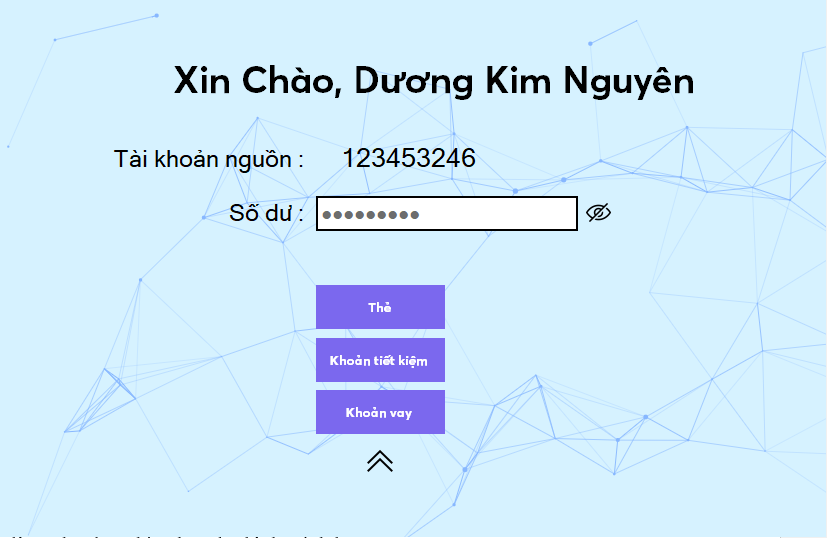 Xin Chào, Dương Kim Nguyên
Tài khoản nguồn : 123453246
Số dư : •••••••••
Thẻ
Khoản tiết kiệm
Khoản vay